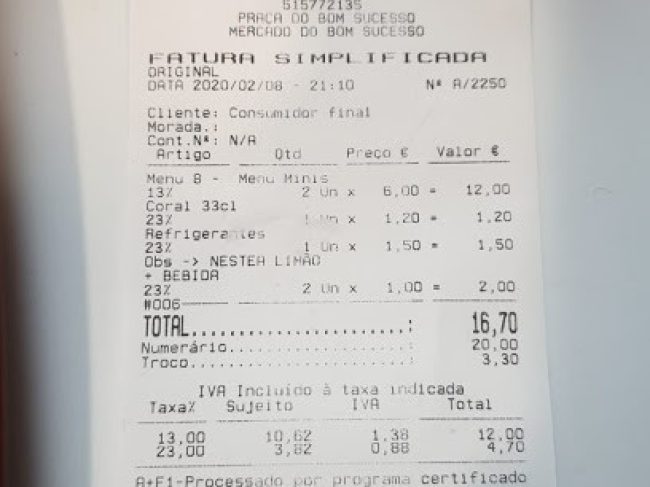 515772135
PRAÇA DO BOM SUCESSO
MERCADO DO BOM SUCESSO
FATURA SIMPLIFICADA
ORIGINAL
DATA 2020/02/08 - 21:10 Nª A/2250
Cliente: Consumidor final
Morada.:
Cont.Nª: N/A
Artigo Qtd Preço € Valor €
Menu B - Menu Minis
13% 2 Un x 6,00 = 12,00
Coral 33cl
23% 1 Un x 1,20 = 1,20
Refrigerantes
23% 1 Un x 1,50 = 1,50
Obs -> NESTEA LIMÃO
+ BEBIDA
23% 2 Un x 1,00 = 2,00
#006
TOTAL.......................: 16,70
Numerário...................: 20,00
Troco.......................: 3,30
IVA Incluido à taxa indicada
Taxa% Sujeito IVA Total
13,00 10,62 1,38 12,00
23,00 3,82 0,88 4,70
A+F1-Processado por programa certificado